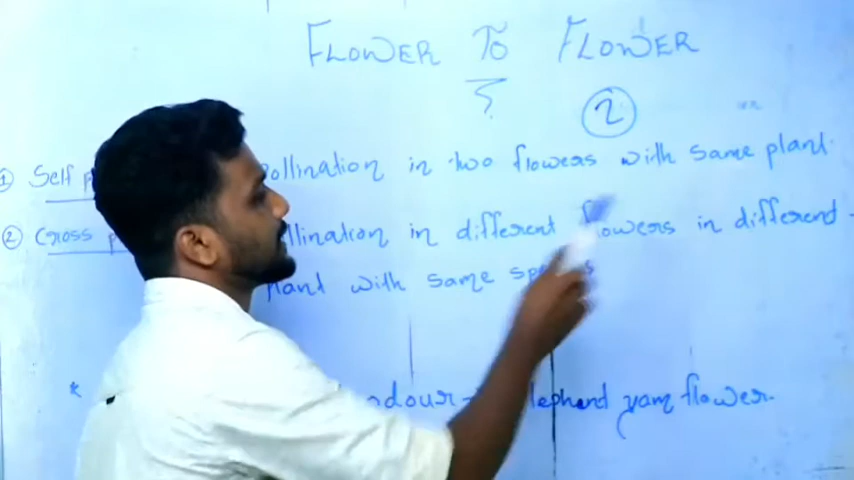 FLOWER TO FLOWER
?
②
① Self Pollination in two flowers with same plant
② Cross Pollination in different flowers in different
plant with same
* odour - Elephant yam flower.